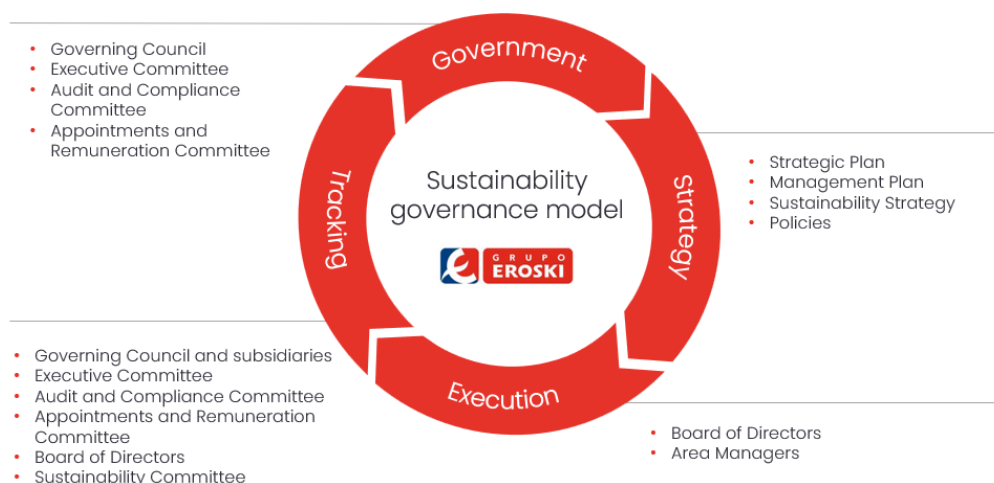 Government
• Governing Council
• Executive Committee
• Audit and Compliance
Committee
• Appointments and
Remuneration Committee
Strategy
• Strategic Plan
• Management Plan
• Sustainability Strategy
• Policies
Sustainability
governance model
GRUPO
EROSKI
Tracking
• Governing Council and subsidiaries
• Executive Committee
• Audit and Compliance Committee
• Appointments and Remuneration
Committee
• Board of Directors
• Sustainability Committee
Execution
• Board of Directors
• Area Managers